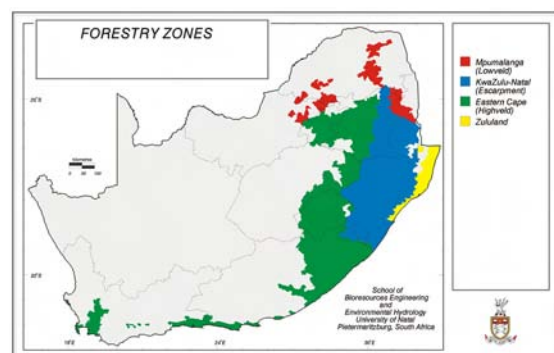 FORESTRY ZONES
Mpumalanga
(Lowveld)
KwaZulu-Natal
(Escarpment)
Eastern Cape
(Highveld)
Zululand
School of
Bioresources Engineering
and
Environmental Hydrology
University of Natal
Pietermaritzburg, South Africa